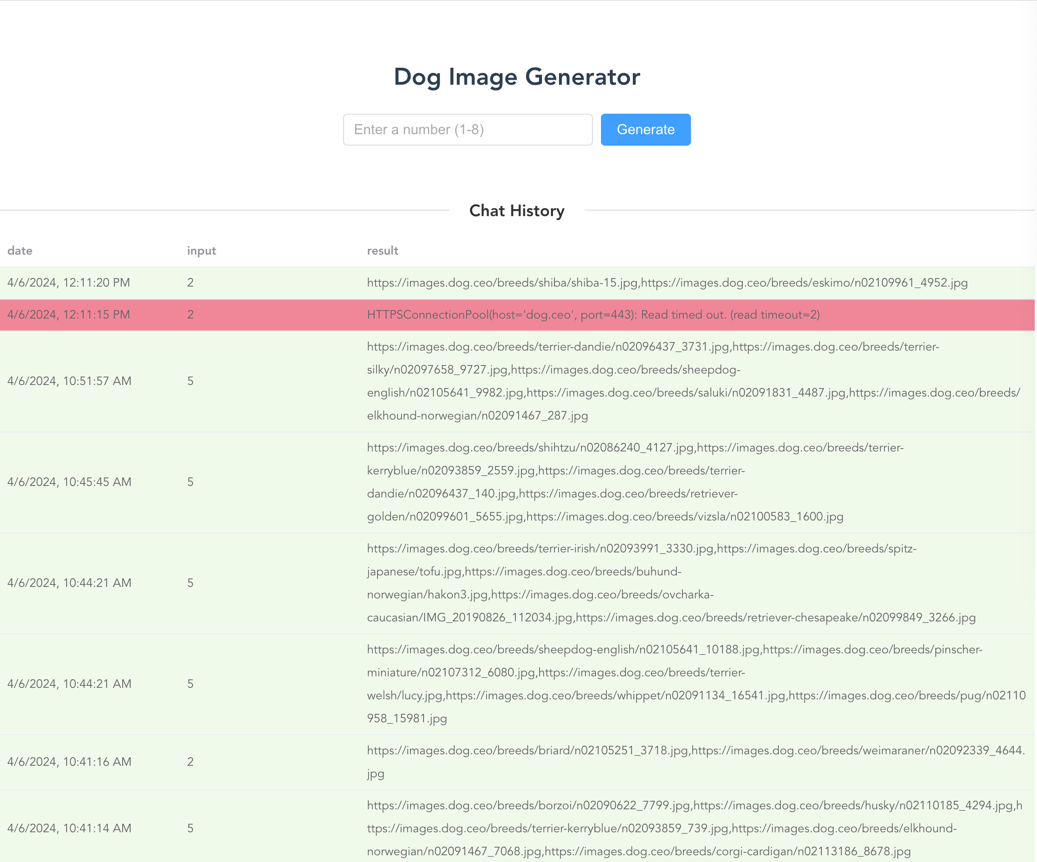 Dog Image Generator
Enter a number (1-8)
Generate
Chat History
date input result
4/6/2024, 12:11:20 PM 2 https://images.dog.ceo/breeds/shiba/shiba-15.jpg,https://images.dog.ceo/breeds/eskimo/n02109961_4952.jpg
4/6/2024, 12:11:15 PM 2 HTTPSConnectionPool(host='dog.ceo', port=443): Read timed out. (read timeout=2)
4/6/2024, 10:51:57 AM 5 https://images.dog.ceo/breeds/terrier-dandie/n02096437_3731.jpg,https://images.dog.ceo/breeds/terrier-
silky/n02097658_9727.jpg,https://images.dog.ceo/breeds/sheepdog-
english/n02105641_9982.jpg,https://images.dog.ceo/breeds/saluki/n02091831_4487.jpg,https://images.dog.ceo/breeds/
elkhound-norwegian/n02091467_287.jpg
4/6/2024, 10:45:45 AM 5 https://images.dog.ceo/breeds/shihtzu/n02086240_4127.jpg,https://images.dog.ceo/breeds/terrier-
kerryblue/n02093859_2559.jpg,https://images.dog.ceo/breeds/terrier-
dandie/n02096437_140.jpg,https://images.dog.ceo/breeds/retriever-
golden/n02099601_5655.jpg,https://images.dog.ceo/breeds/vizsla/n02100583_1600.jpg
4/6/2024, 10:44:21 AM 5 https://images.dog.ceo/breeds/terrier-irish/n02093991_3330.jpg,https://images.dog.ceo/breeds/spitz-
japanese/tofu.jpg,https://images.dog.ceo/breeds/buhund-
norwegian/hakon3.jpg,https://images.dog.ceo/breeds/ovcharka-
caucasian/IMG_20190826_112034.jpg,https://images.dog.ceo/breeds/retriever-chesapeake/n02099849_3266.jpg
4/6/2024, 10:44:21 AM 5 https://images.dog.ceo/breeds/sheepdog-english/n02105641_10188.jpg,https://images.dog.ceo/breeds/pinscher-
miniature/n02107312_6080.jpg,https://images.dog.ceo/breeds/terrier-
welsh/lucy.jpg,https://images.dog.ceo/breeds/whippet/n02091134_16541.jpg,https://images.dog.ceo/breeds/pug/n02110
958_15981.jpg
4/6/2024, 10:41:16 AM 2 https://images.dog.ceo/breeds/briard/n02105251_3718.jpg,https://images.dog.ceo/breeds/weimaraner/n02092339_4644.
jpg
4/6/2024, 10:41:14 AM 5 https://images.dog.ceo/breeds/borzoi/n02090622_7799.jpg,https://images.dog.ceo/breeds/husky/n02110185_4294.jpg,h
ttps://images.dog.ceo/breeds/terrier-kerryblue/n02093859_739.jpg,https://images.dog.ceo/breeds/elkhound-
norwegian/n02091467_7068.jpg,https://images.dog.ceo/breeds/corgi-cardigan/n02113186_8678.jpg